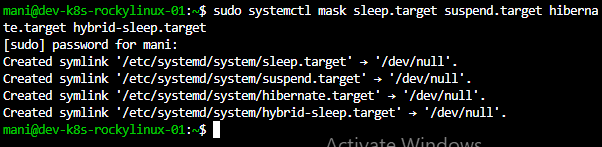 mani@dev-k8s-rockylinux-01:~$ sudo systemctl mask sleep.target suspend.target hiberna
te.target hybrid-sleep.target
[sudo] password for mani:
Created symlink '/etc/systemd/system/sleep.target' → '/dev/null'.
Created symlink '/etc/systemd/system/suspend.target' → '/dev/null'.
Created symlink '/etc/systemd/system/hibernate.target' → '/dev/null'.
Created symlink '/etc/systemd/system/hybrid-sleep.target' → '/dev/null'.
mani@dev-k8s-rockylinux-01:~$
Activate Windows